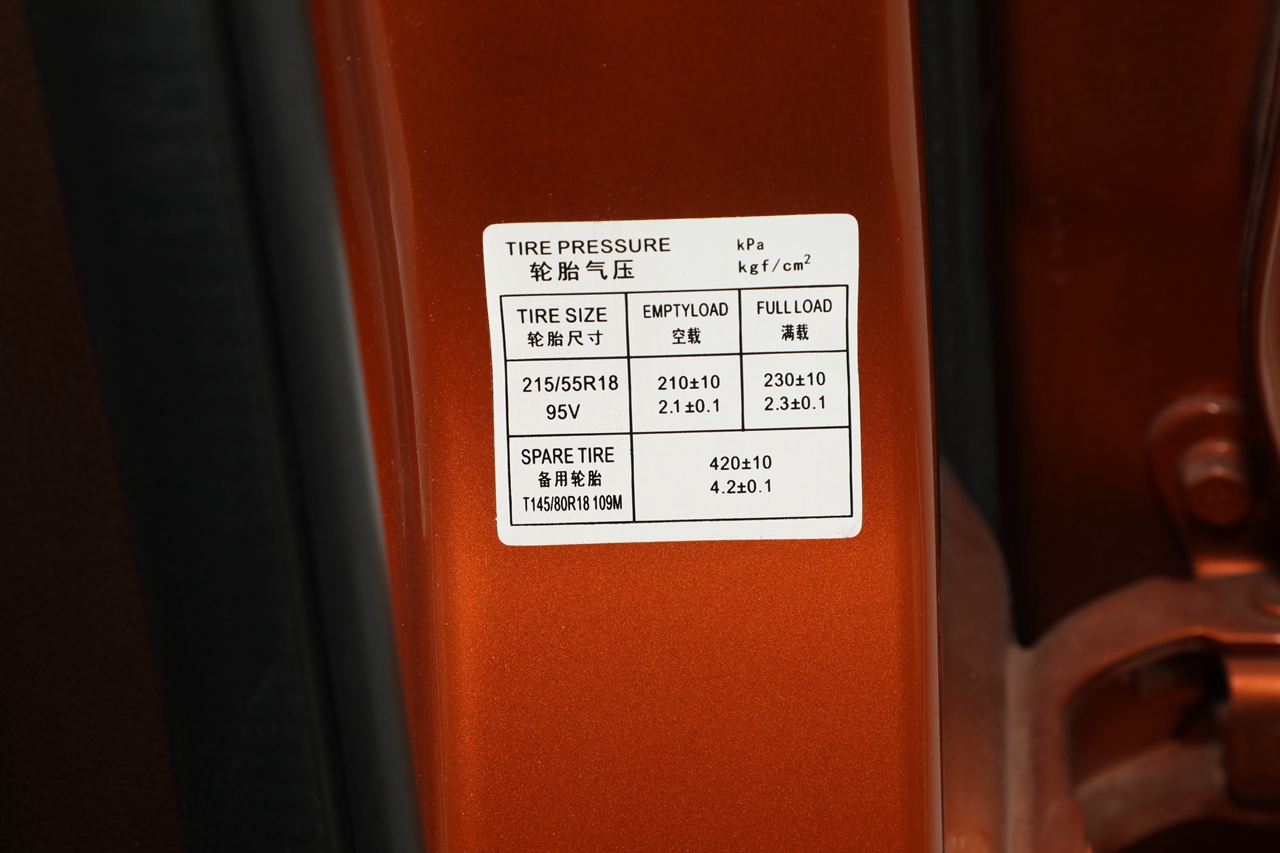 TIRE PRESSURE kPa
轮胎气压 kgf/cm²
TIRE SIZE EMPTYLOAD FULL LOAD
轮胎尺寸 空载 满载
215/55R18 210±10 230±10
95V 2.1±0.1 2.3±0.1
SPARE TIRE 420±10
备用轮胎 4.2±0.1
T145/80R18 109M